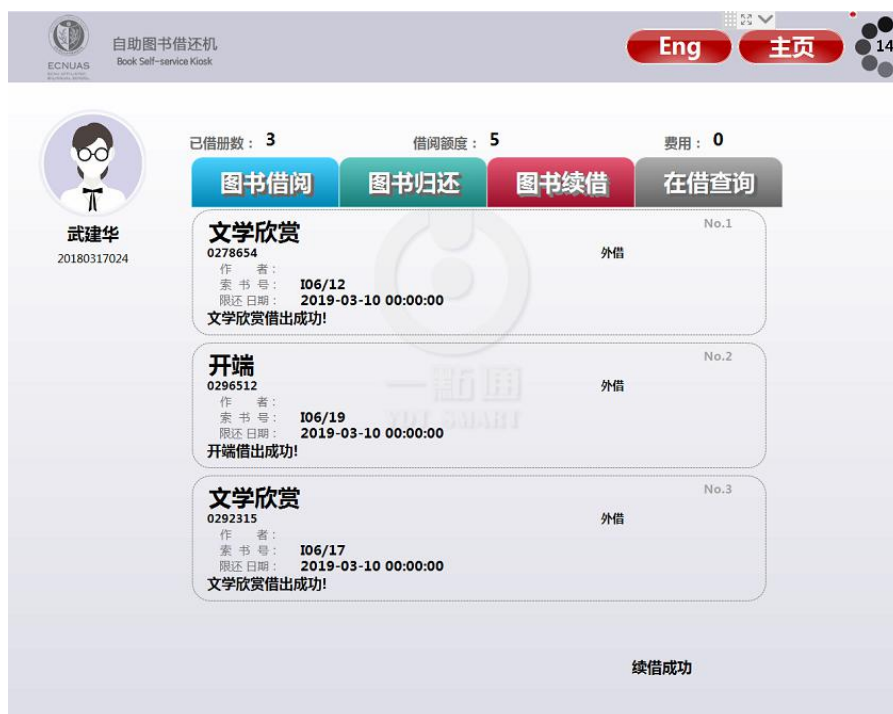 ECNUAS
自助图书借还机
Book Self-service Kiosk
Eng
主页
14
已借册数： 3
借阅额度： 5
费用： 0
图书借阅
图书归还
图书续借
在借查询
武建华
20180317024
文学欣赏
No.1
0278654
外借
作 者：
索 书 号： I06/12
限还日期： 2019-03-10 00:00:00
文学欣赏借出成功!
开端
No.2
0296512
外借
作 者：
索 书 号： I06/19
限还日期： 2019-03-10 00:00:00
开端借出成功!
一點通
YDT SMART
文学欣赏
No.3
0292315
外借
作 者：
索 书 号： I06/17
限还日期： 2019-03-10 00:00:00
文学欣赏借出成功!
续借成功